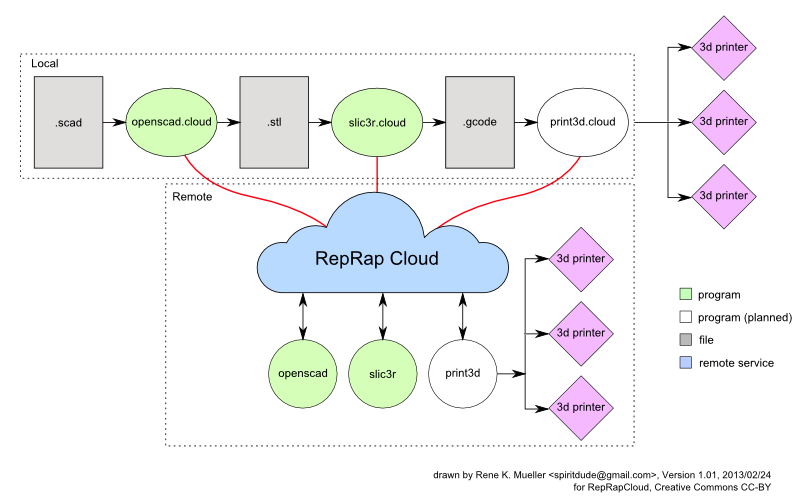 3d printer
Local
.scad
openscad.cloud
.stl
slic3r.cloud
.gcode
print3d.cloud
3d printer
3d printer
Remote
RepRap Cloud
3d printer
3d printer
openscad
slic3r
print3d
3d printer
program
program (planned)
file
remote service
drawn by Rene K. Mueller <spiritdude@gmail.com>, Version 1.01, 2013/02/24
for RepRapCloud, Creative Commons CC-BY